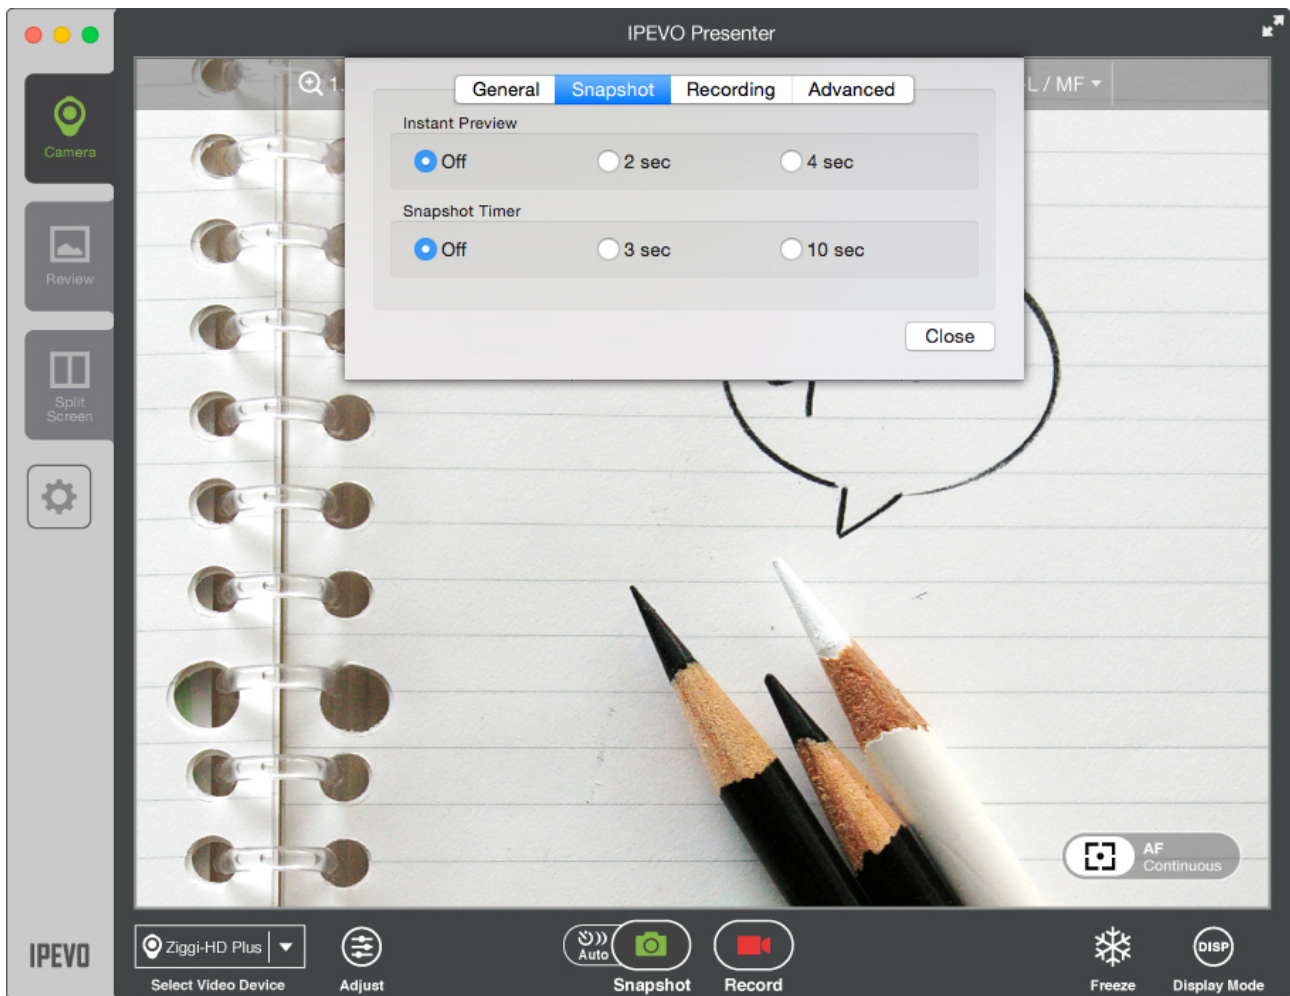 IPEVO Presenter
1.
L / MF
General
Snapshot
Recording
Advanced
Instant Preview
Off
2 sec
4 sec
Snapshot Timer
Off
3 sec
10 sec
Close
Camera
Review
Split
Screen
AF
Continuous
IPEVO
Ziggi-HD Plus
Select Video Device
Adjust
Auto
Snapshot
Record
Freeze
DISP
Display Mode